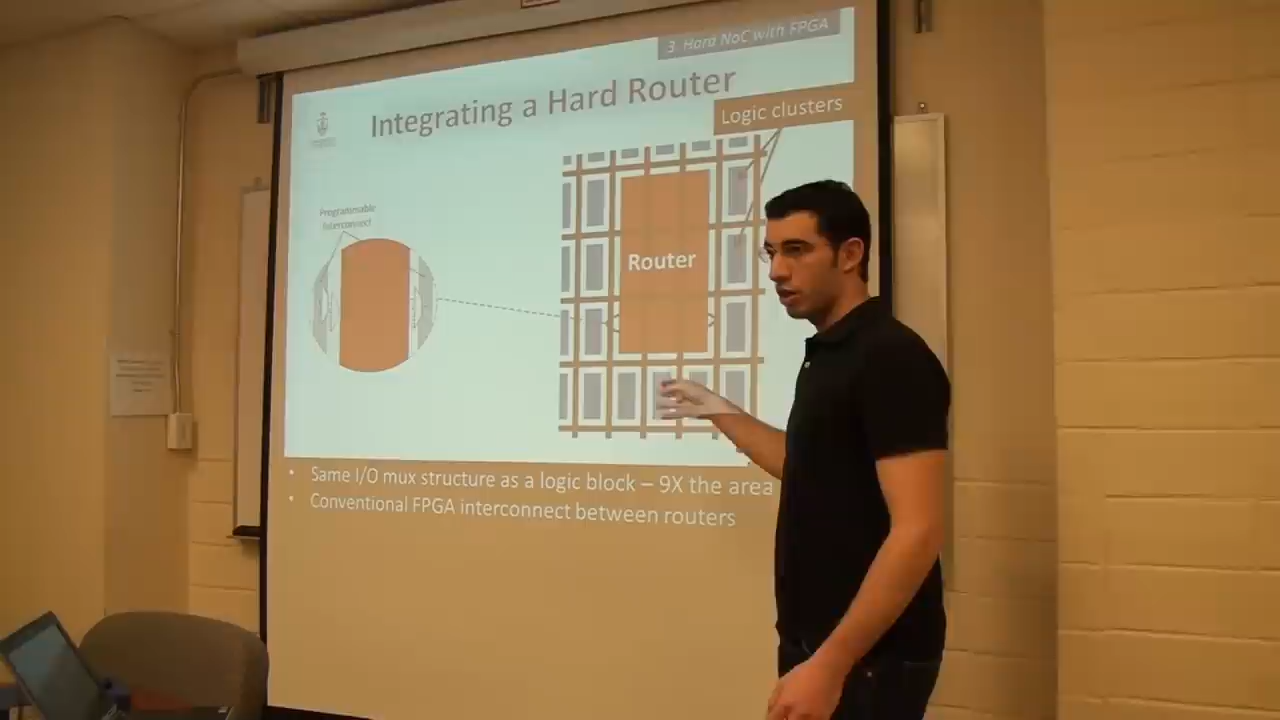 3 Hard NoC with FPGA
Integrating a Hard Router
Logic clusters
Programmable
Interconnect
Router
• Same I/O mux structure as a logic block – 9X the area
• Conventional FPGA interconnect between routers